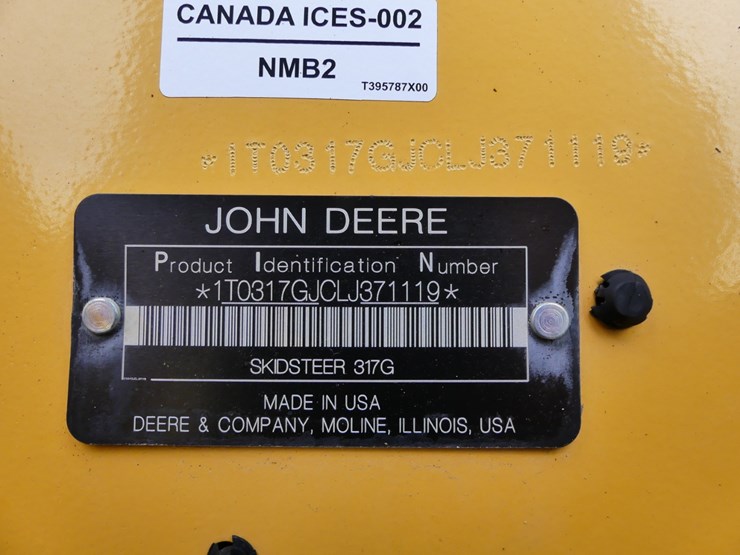 CANADA ICES-002
NMB2
T395787X00
*1T0317GJCLJ371119*
JOHN DEERE
Product Identification Number
*1T0317GJCLJ371119*
SKIDSTEER 317G
MADE IN USA
DEERE & COMPANY, MOLINE, ILLINOIS, USA